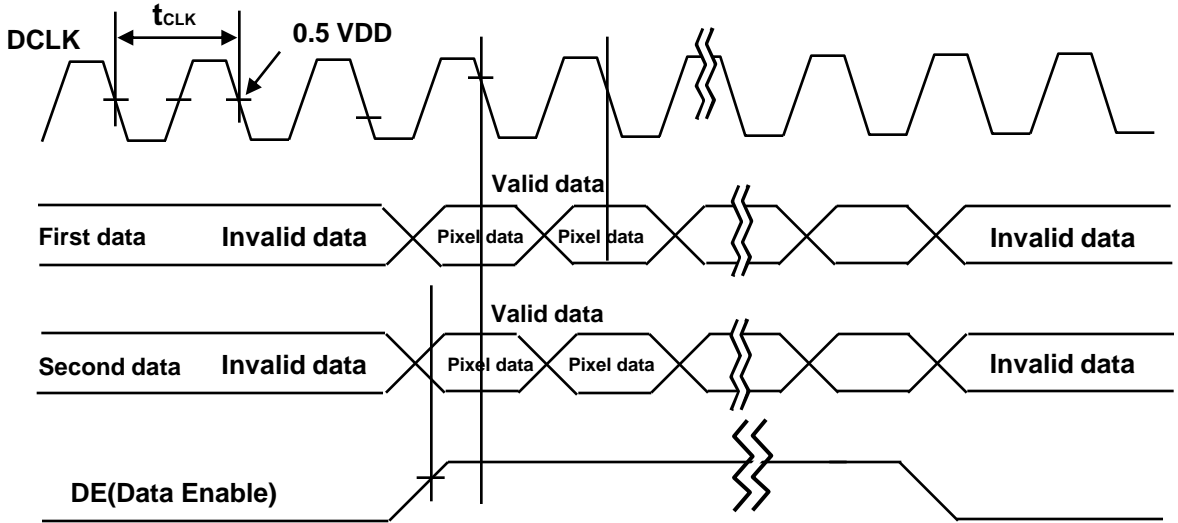 tCLK
DCLK
0.5 VDD
Valid data
First data
Invalid data
Pixel data
Pixel data
Invalid data
Valid data
Second data
Invalid data
Pixel data
Pixel data
Invalid data
DE(Data Enable)